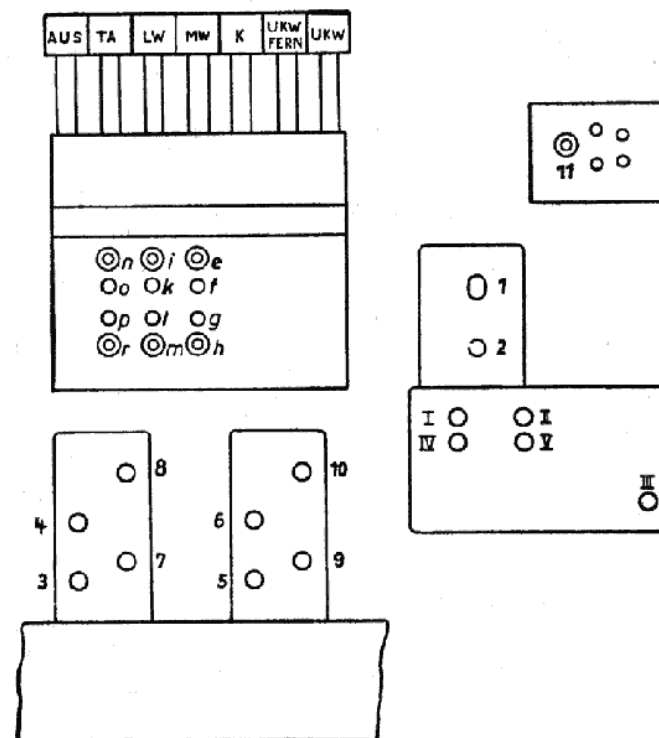 AUS TA LW MW K UKW FERN UKW
11
n i e
o k f
p l g
r m h
1
2
I II
IV V
III
8 10
4 6
7 9
3 5